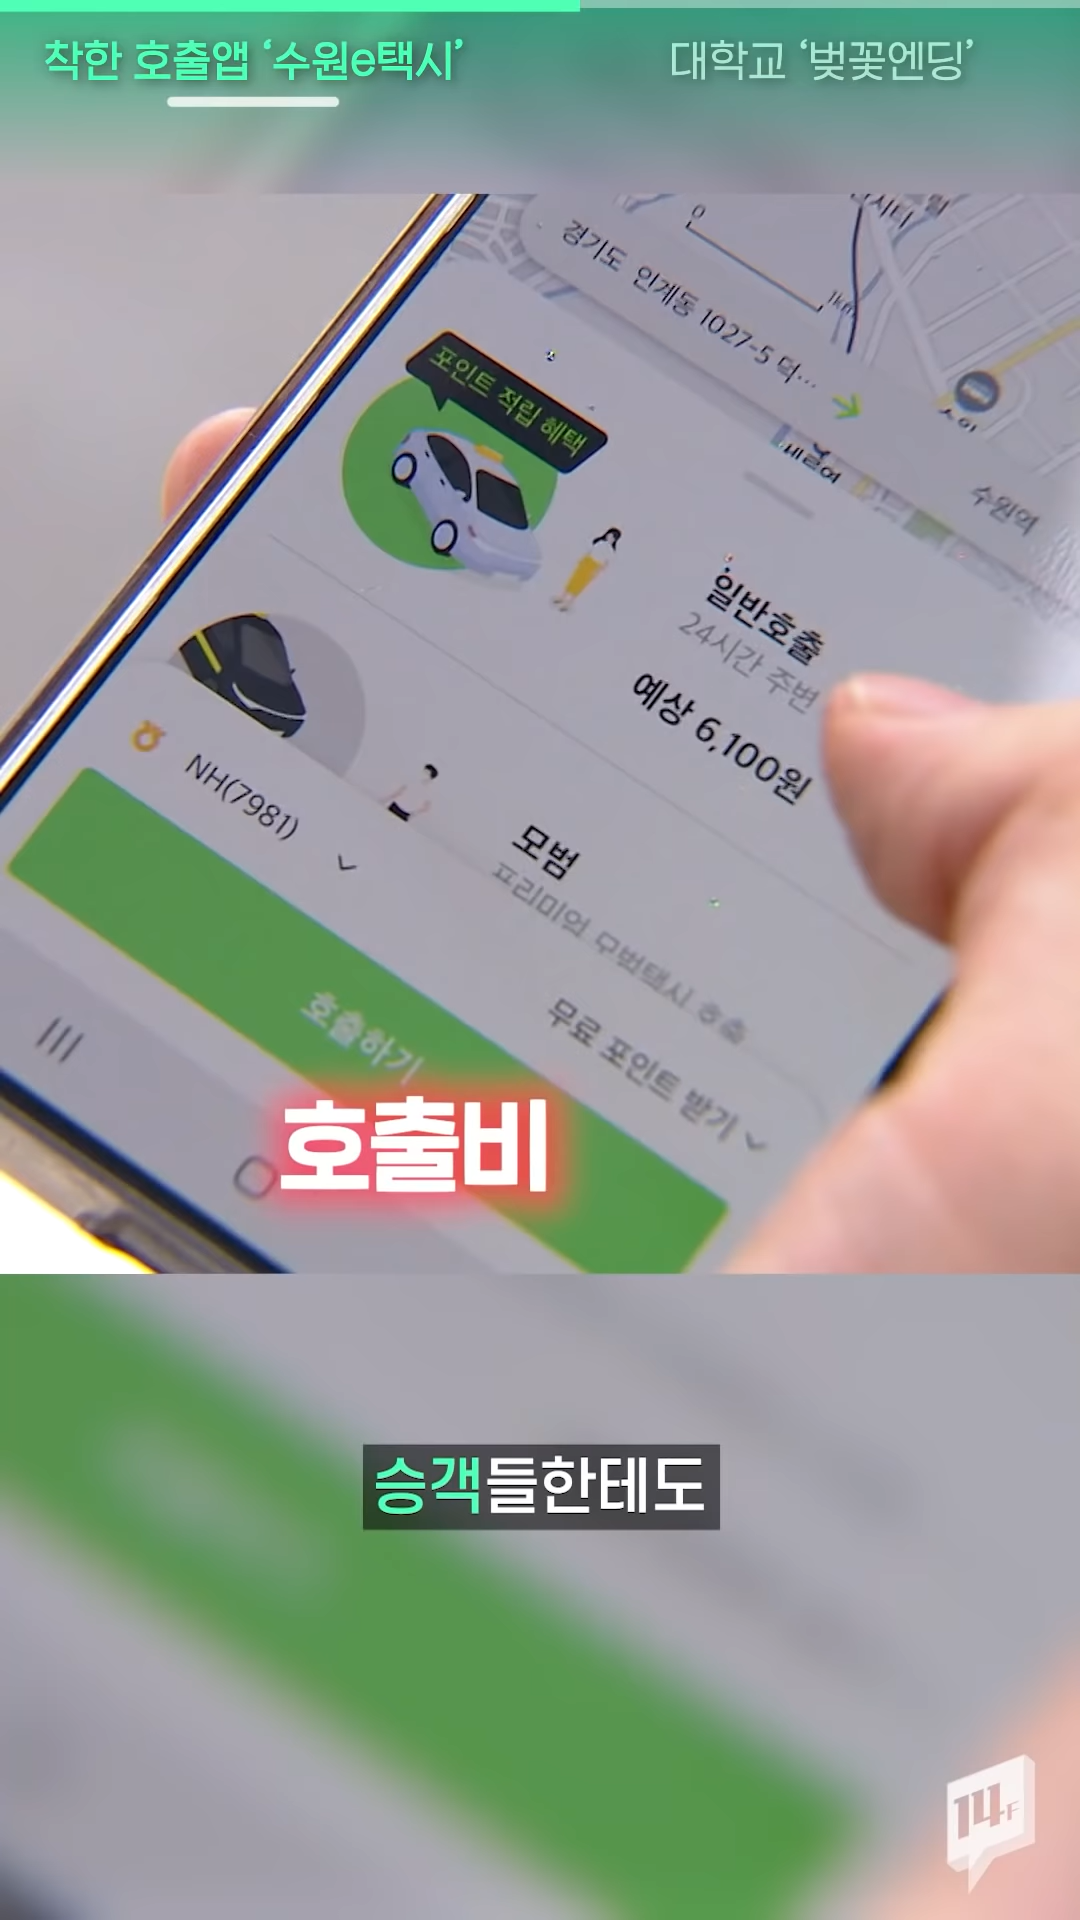 착한 호출앱 ‘수원e택시’
대학교 ‘벚꽃엔딩’
0
1km
경기도 인계동 1027-5 덕…
수원역
포인트 적립 혜택
일반호출
24시간 주변
예상 6,100원
모범
프리미엄 모범택시 호출
NH(7981)
무료 포인트 받기
호출하기
호출비
승객들한테도
14F